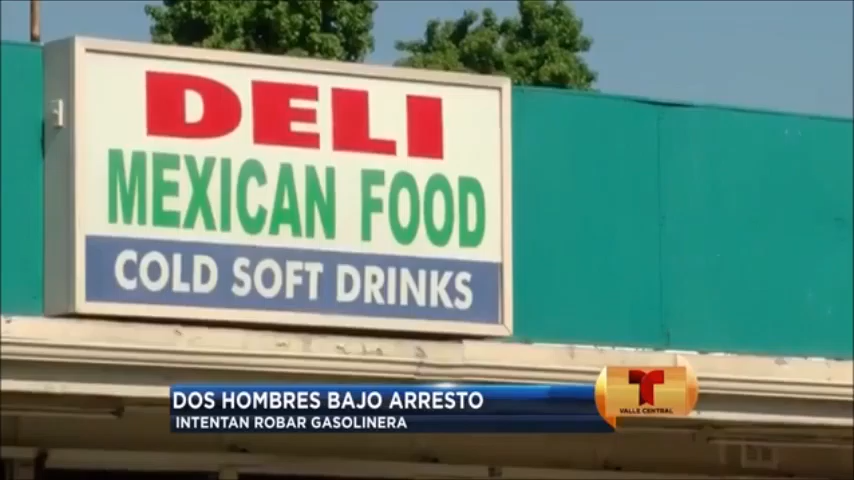 DELI
MEXICAN FOOD
COLD SOFT DRINKS
DOS HOMBRES BAJO ARRESTO
INTENTAN ROBAR GASOLINERA
VALLE CENTRAL